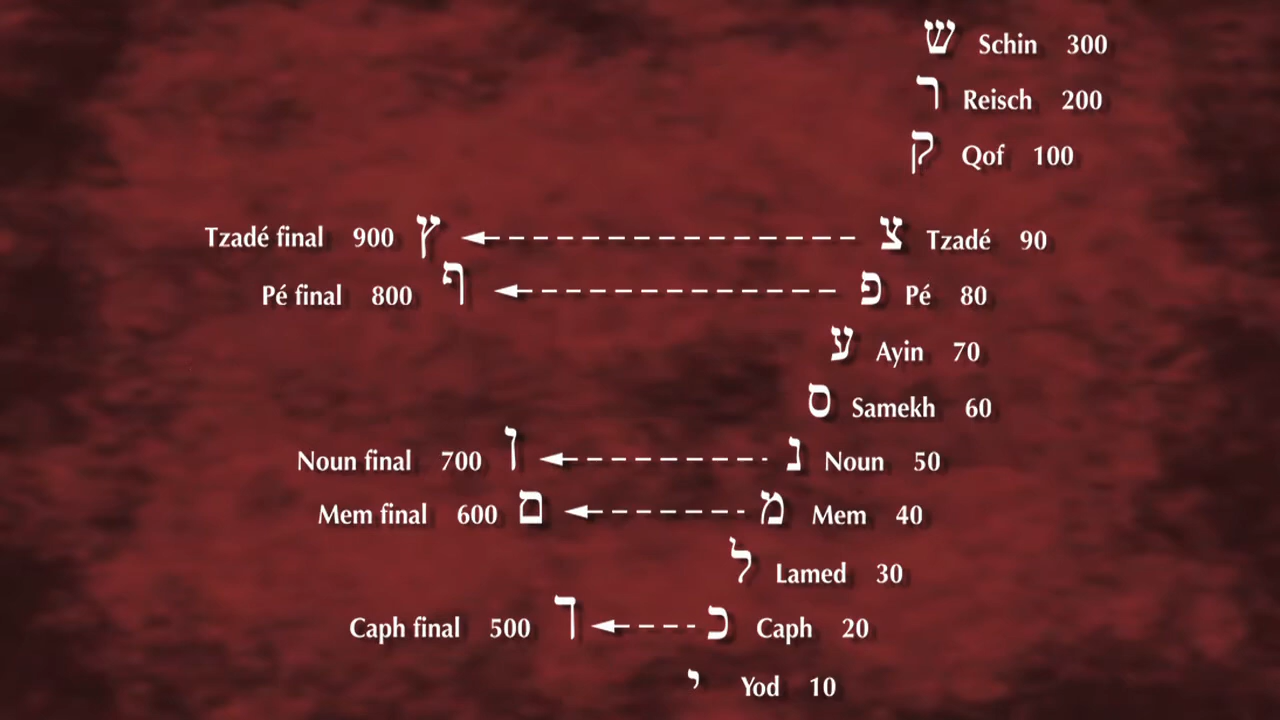 ש Schin 300
ר Reisch 200
ק Qof 100
Tzadé final 900 ץ צ Tzadé 90
Pé final 800 ף פ Pé 80
ע Ayin 70
ס Samekh 60
Noun final 700 ן נ Noun 50
Mem final 600 ם מ Mem 40
ל Lamed 30
Caph final 500 ך כ Caph 20
י Yod 10